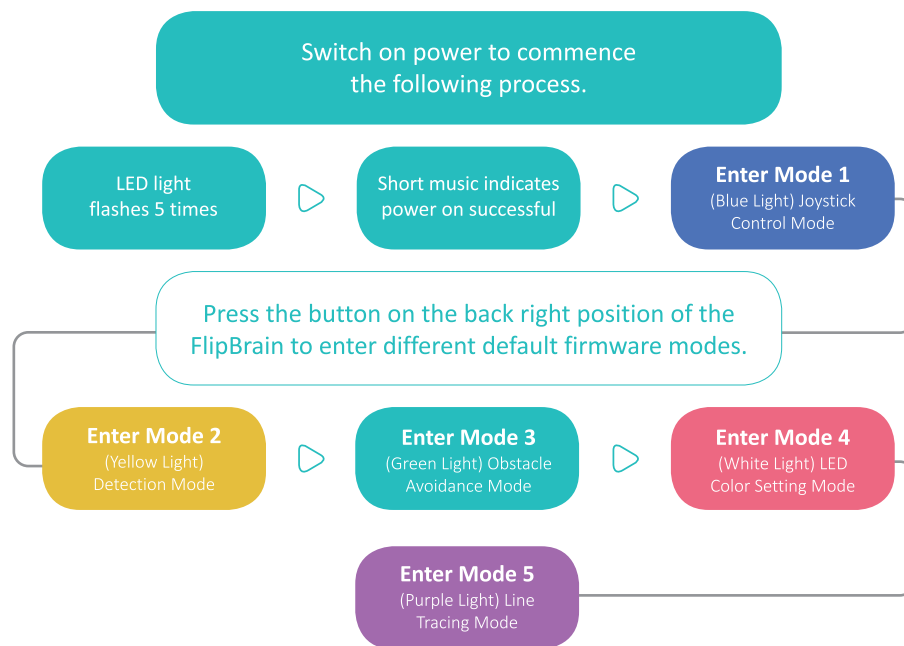 Switch on power to commence
the following process.
LED light
flashes 5 times
Short music indicates
power on successful
Enter Mode 1
(Blue Light) Joystick
Control Mode
Press the button on the back right position of the
FlipBrain to enter different default firmware modes.
Enter Mode 2
(Yellow Light)
Detection Mode
Enter Mode 3
(Green Light) Obstacle
Avoidance Mode
Enter Mode 4
(White Light) LED
Color Setting Mode
Enter Mode 5
(Purple Light) Line
Tracing Mode